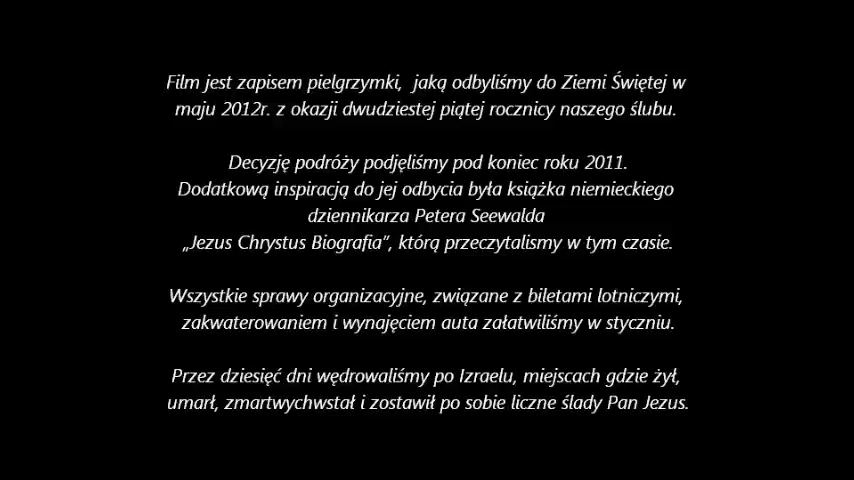 Film jest zapisem pielgrzymki,  jaką odbyliśmy do Ziemi Świętej w
maju 2012r. z okazji dwudziestej piątej rocznicy naszego ślubu.
Decyzję podróży podjęliśmy pod koniec roku 2011.
Dodatkową inspiracją do jej odbycia była książka niemieckiego
dziennikarza Petera Seewalda
„Jezus Chrystus Biografia”, którą przeczytalismy w tym czasie.
Wszystkie sprawy organizacyjne, związane z biletami lotniczymi,
zakwaterowaniem i wynajęciem auta załatwiliśmy w styczniu.
Przez dziesięć dni wędrowaliśmy po Izraelu, miejscach gdzie żył,
umarł, zmartwychwstał i zostawił po sobie liczne ślady Pan Jezus.